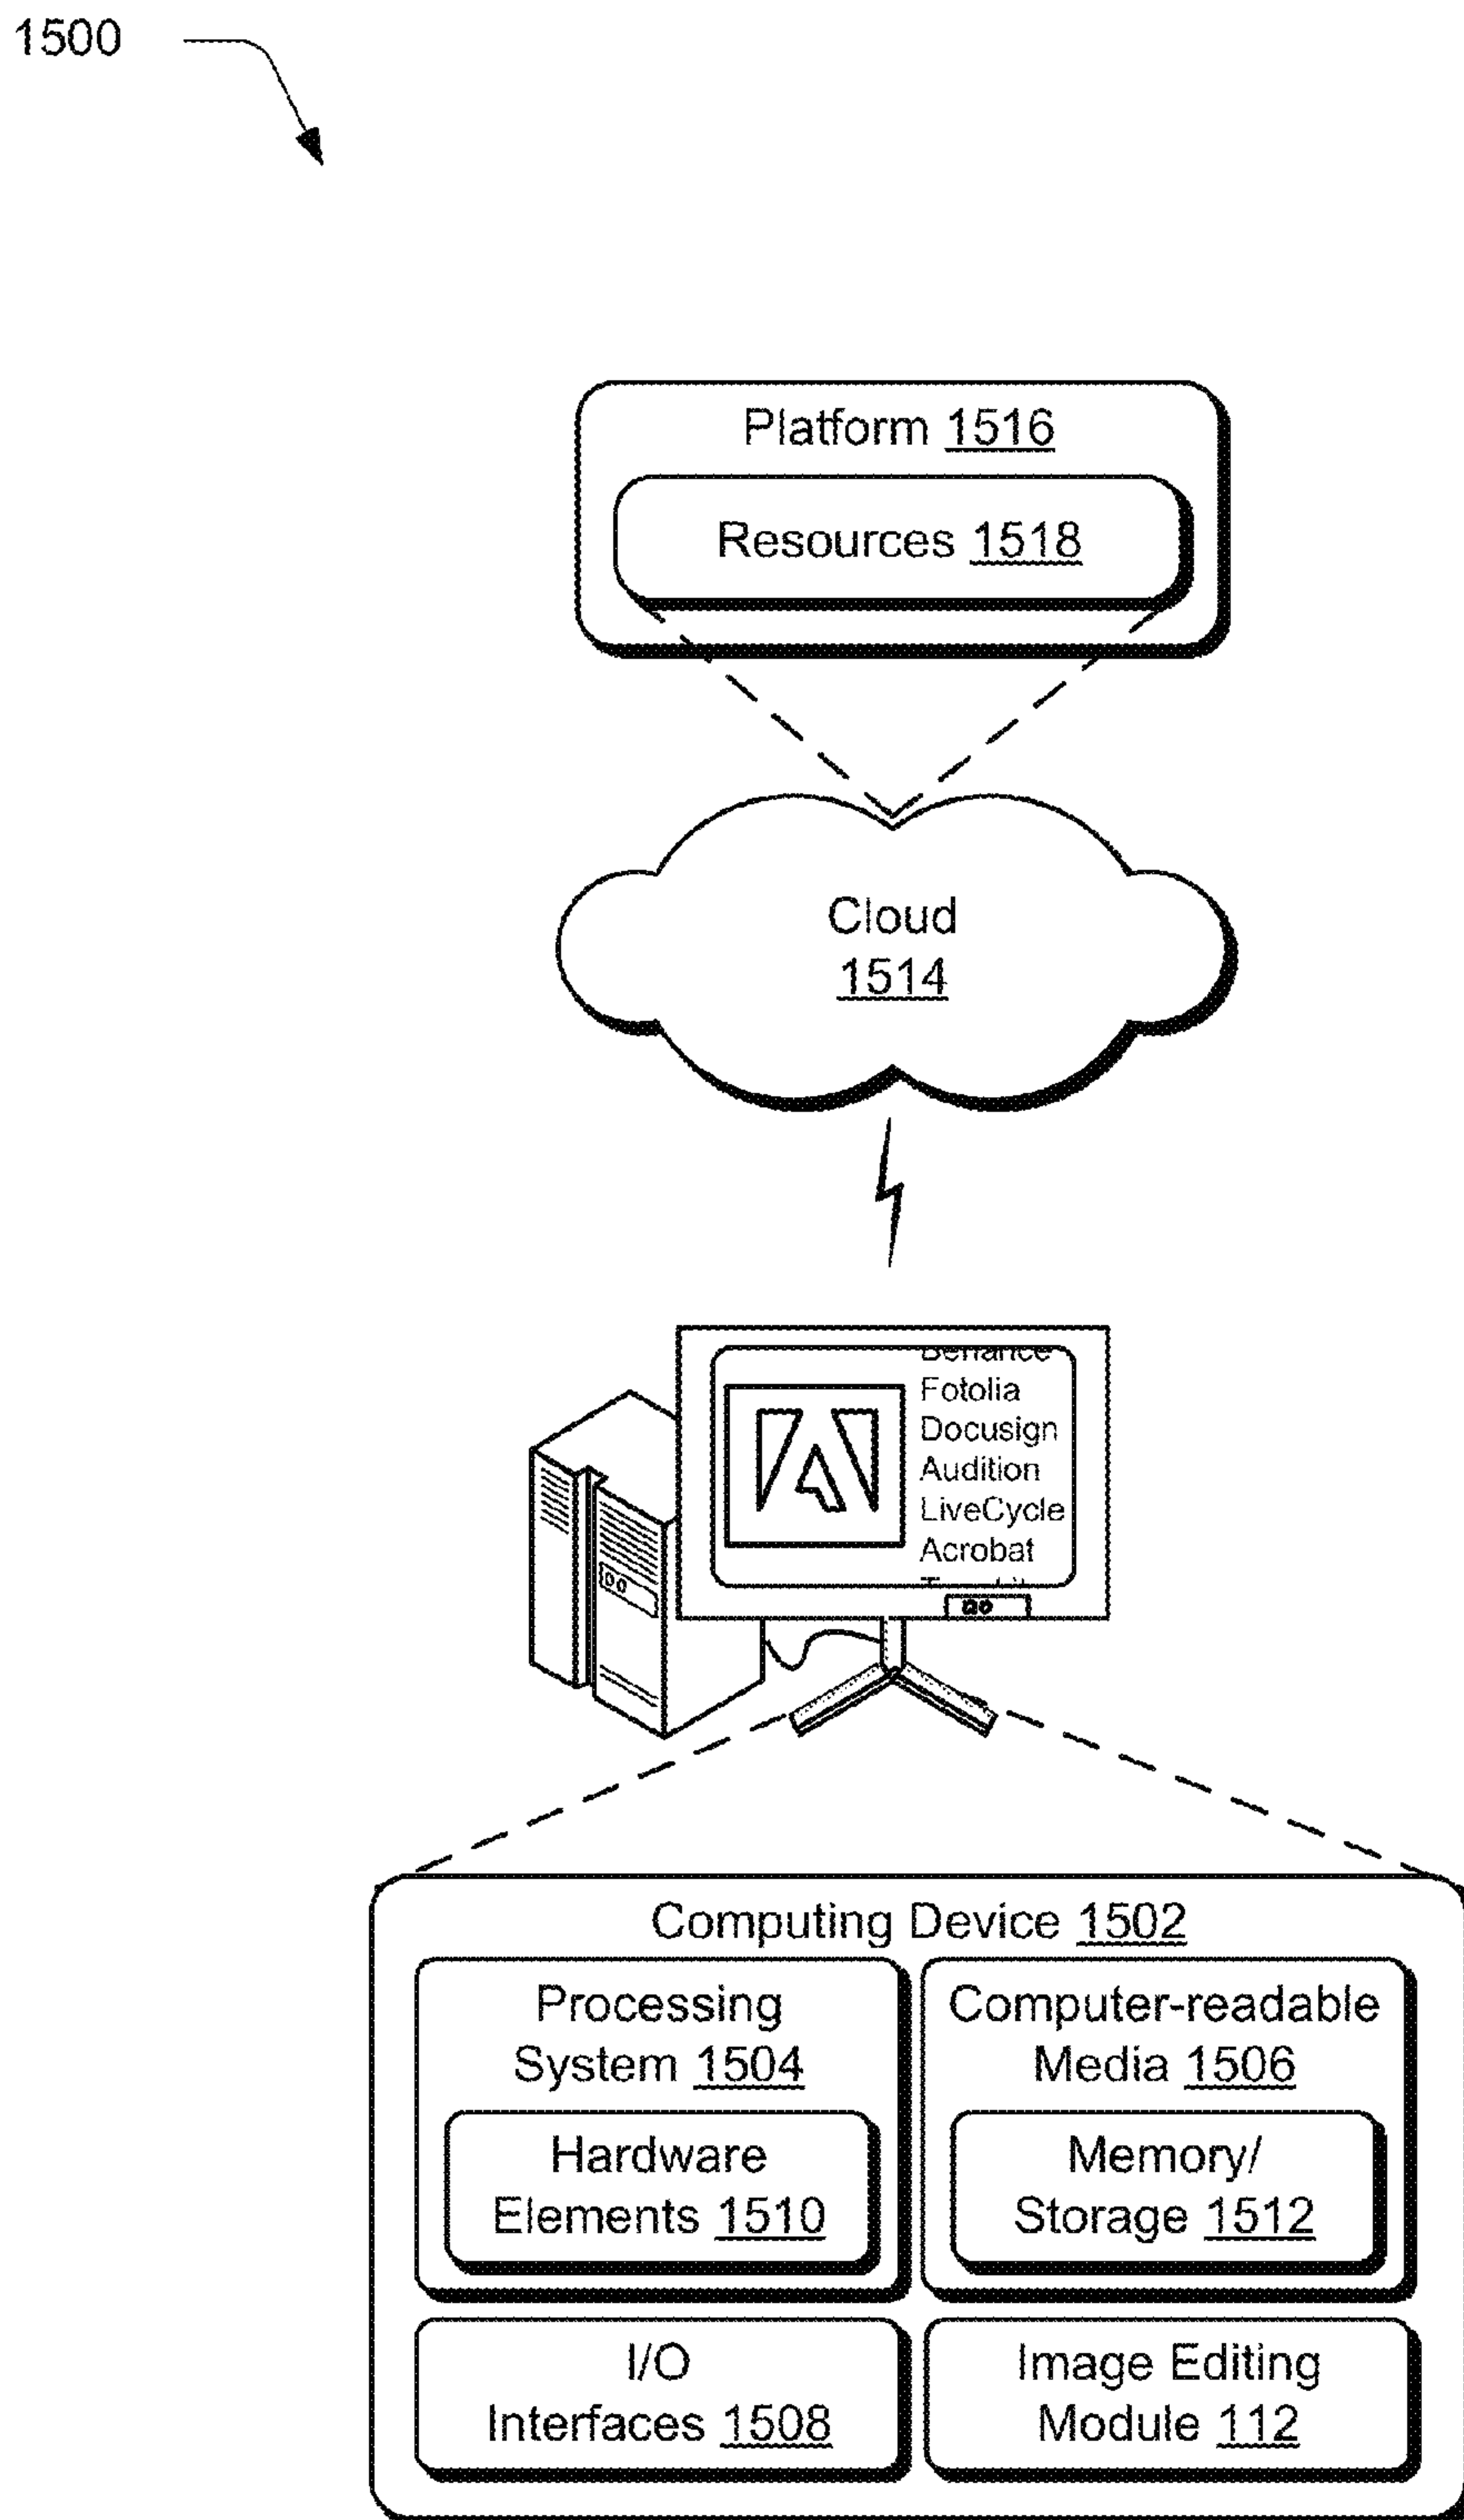 1500
Platform 1516
Resources 1518
Cloud
1514
Fotolia
Docusign
Audition
LiveCycle
Acrobat
Computing Device 1502
Processing
System 1504
Hardware
Elements 1510
Computer-readable
Media 1506
Memory/
Storage 1512
I/O
Interfaces 1508
Image Editing
Module 112